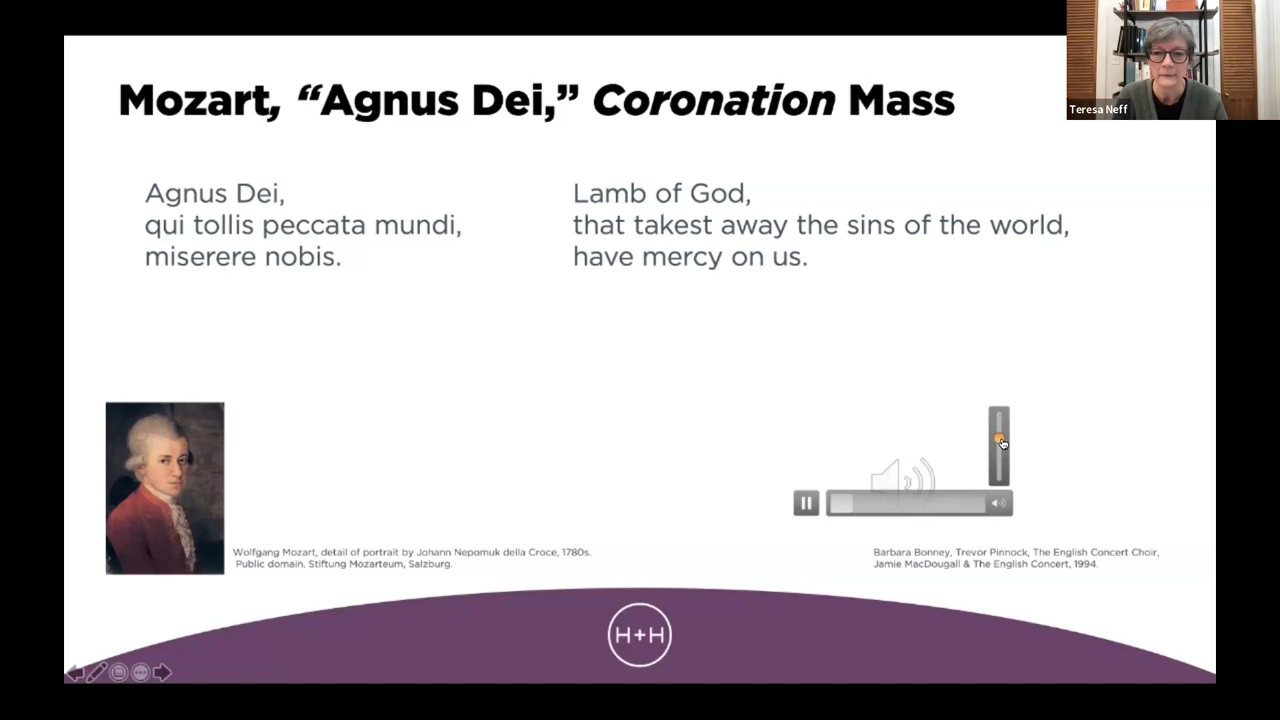 Teresa Neff
Mozart, “Agnus Dei,” Coronation Mass
Agnus Dei,
qui tollis peccata mundi,
miserere nobis.
Lamb of God,
that takest away the sins of the world,
have mercy on us.
Wolfgang Mozart, detail of portrait by Johann Nepomuk della Croce, 1780s.
Public domain. Stiftung Mozarteum, Salzburg.
Barbara Bonney, Trevor Pinnock, The English Concert Choir,
Jamie MacDougall & The English Concert, 1994.
H+H